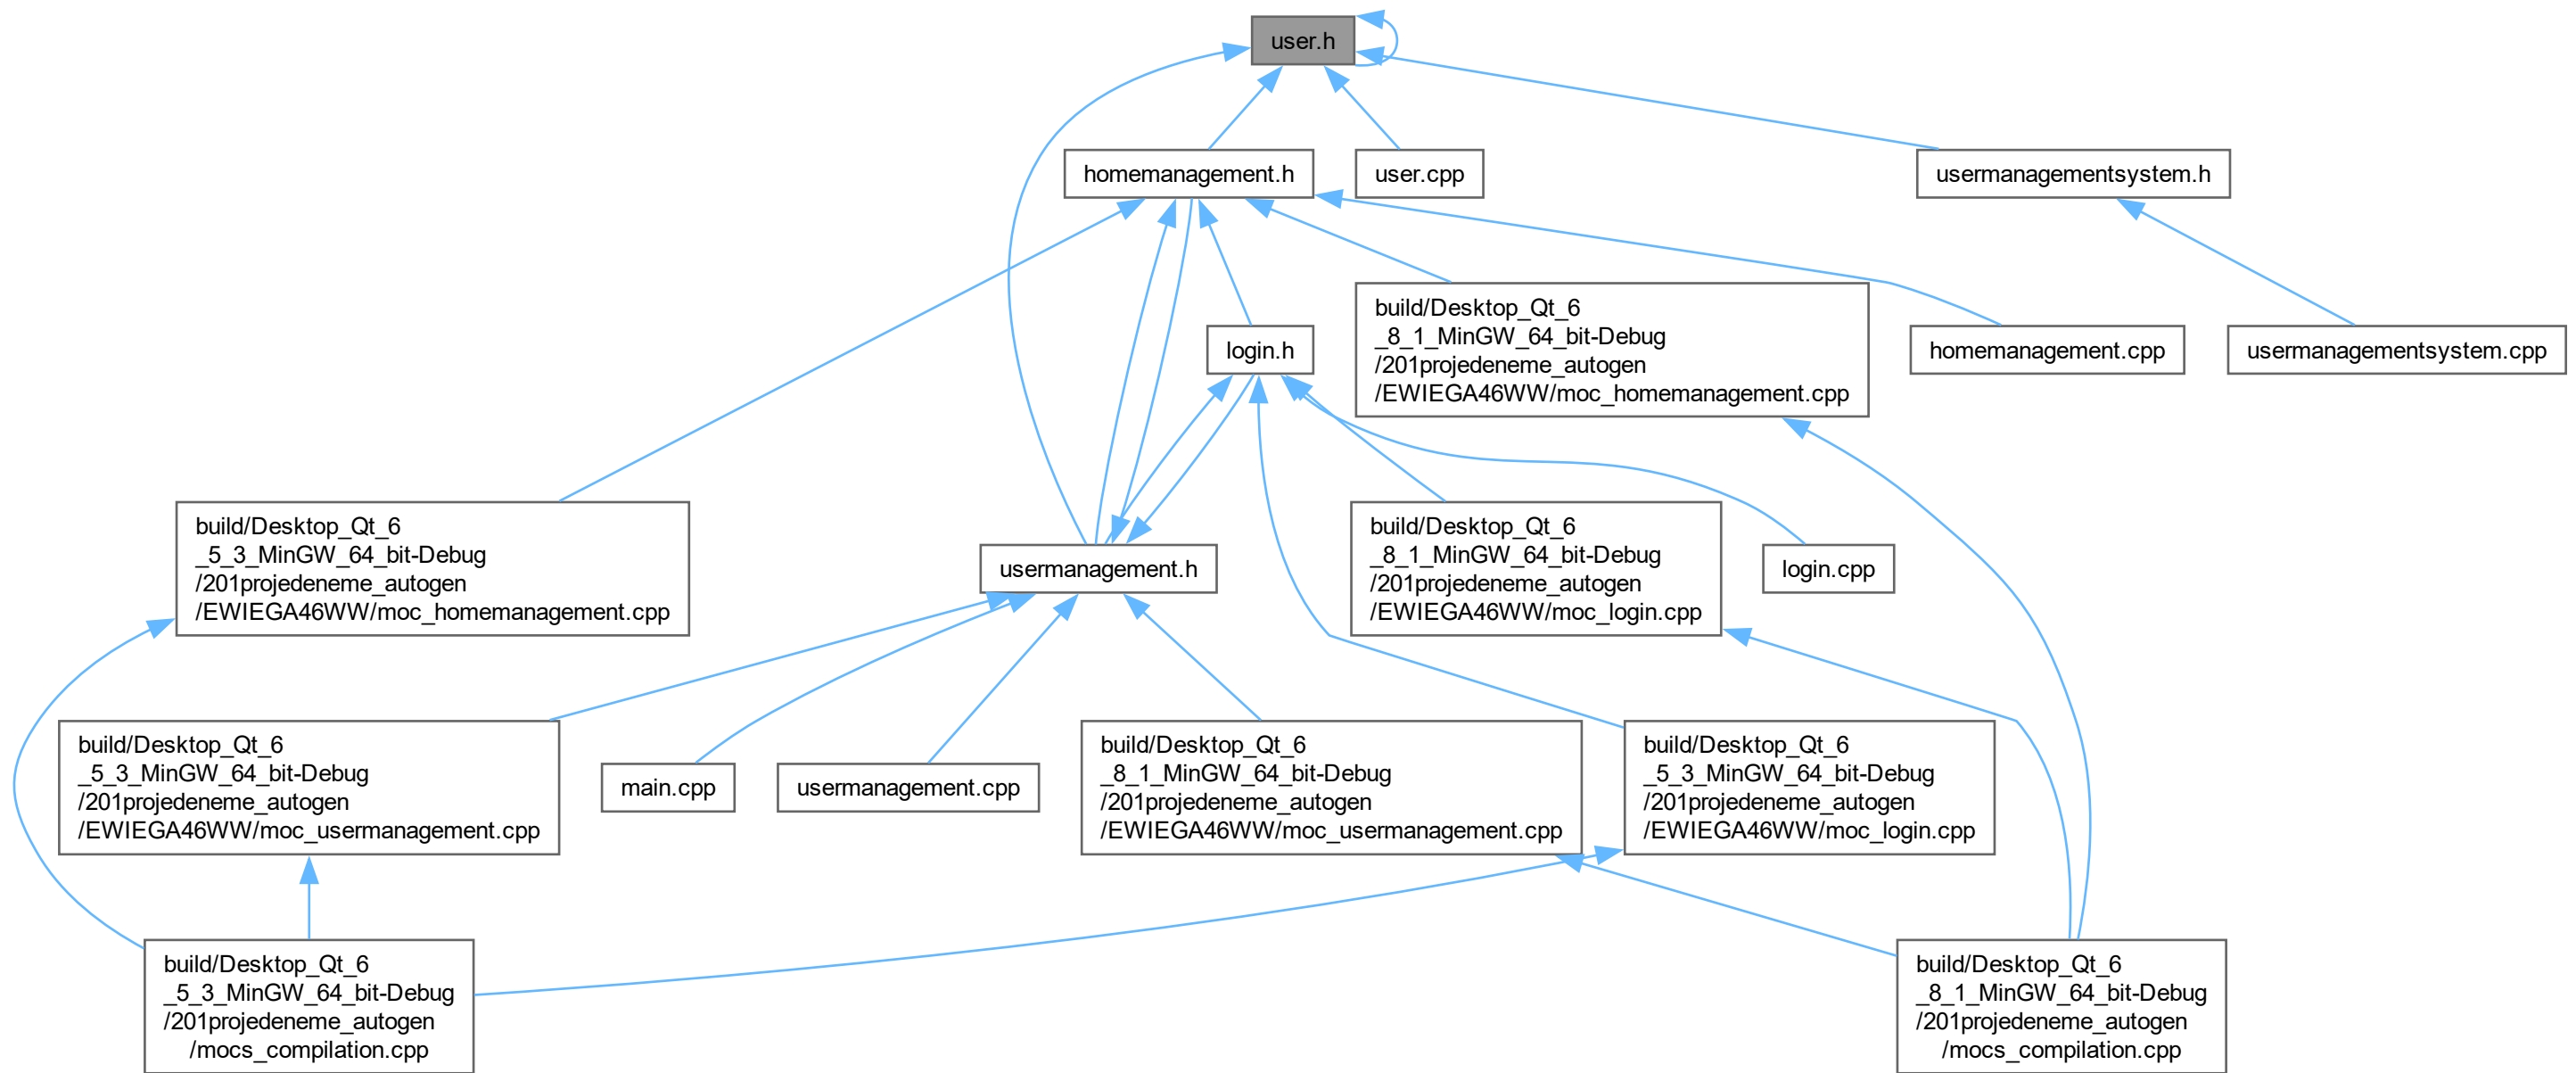 user.h
homemanagement.h
user.cpp
usermanagementsystem.h
build/Desktop_Qt_6
_8_1_MinGW_64_bit-Debug
/201projedeneme_autogen
/EWIEGA46WW/moc_homemanagement.cpp
login.h
homemanagement.cpp
usermanagementsystem.cpp
build/Desktop_Qt_6
_5_3_MinGW_64_bit-Debug
/201projedeneme_autogen
/EWIEGA46WW/moc_homemanagement.cpp
usermanagement.h
build/Desktop_Qt_6
_8_1_MinGW_64_bit-Debug
/201projedeneme_autogen
/EWIEGA46WW/moc_login.cpp
login.cpp
build/Desktop_Qt_6
_5_3_MinGW_64_bit-Debug
/201projedeneme_autogen
/EWIEGA46WW/moc_usermanagement.cpp
main.cpp
usermanagement.cpp
build/Desktop_Qt_6
_8_1_MinGW_64_bit-Debug
/201projedeneme_autogen
/EWIEGA46WW/moc_usermanagement.cpp
build/Desktop_Qt_6
_5_3_MinGW_64_bit-Debug
/201projedeneme_autogen
/EWIEGA46WW/moc_login.cpp
build/Desktop_Qt_6
_5_3_MinGW_64_bit-Debug
/201projedeneme_autogen
/mocs_compilation.cpp
build/Desktop_Qt_6
_8_1_MinGW_64_bit-Debug
/201projedeneme_autogen
/mocs_compilation.cpp